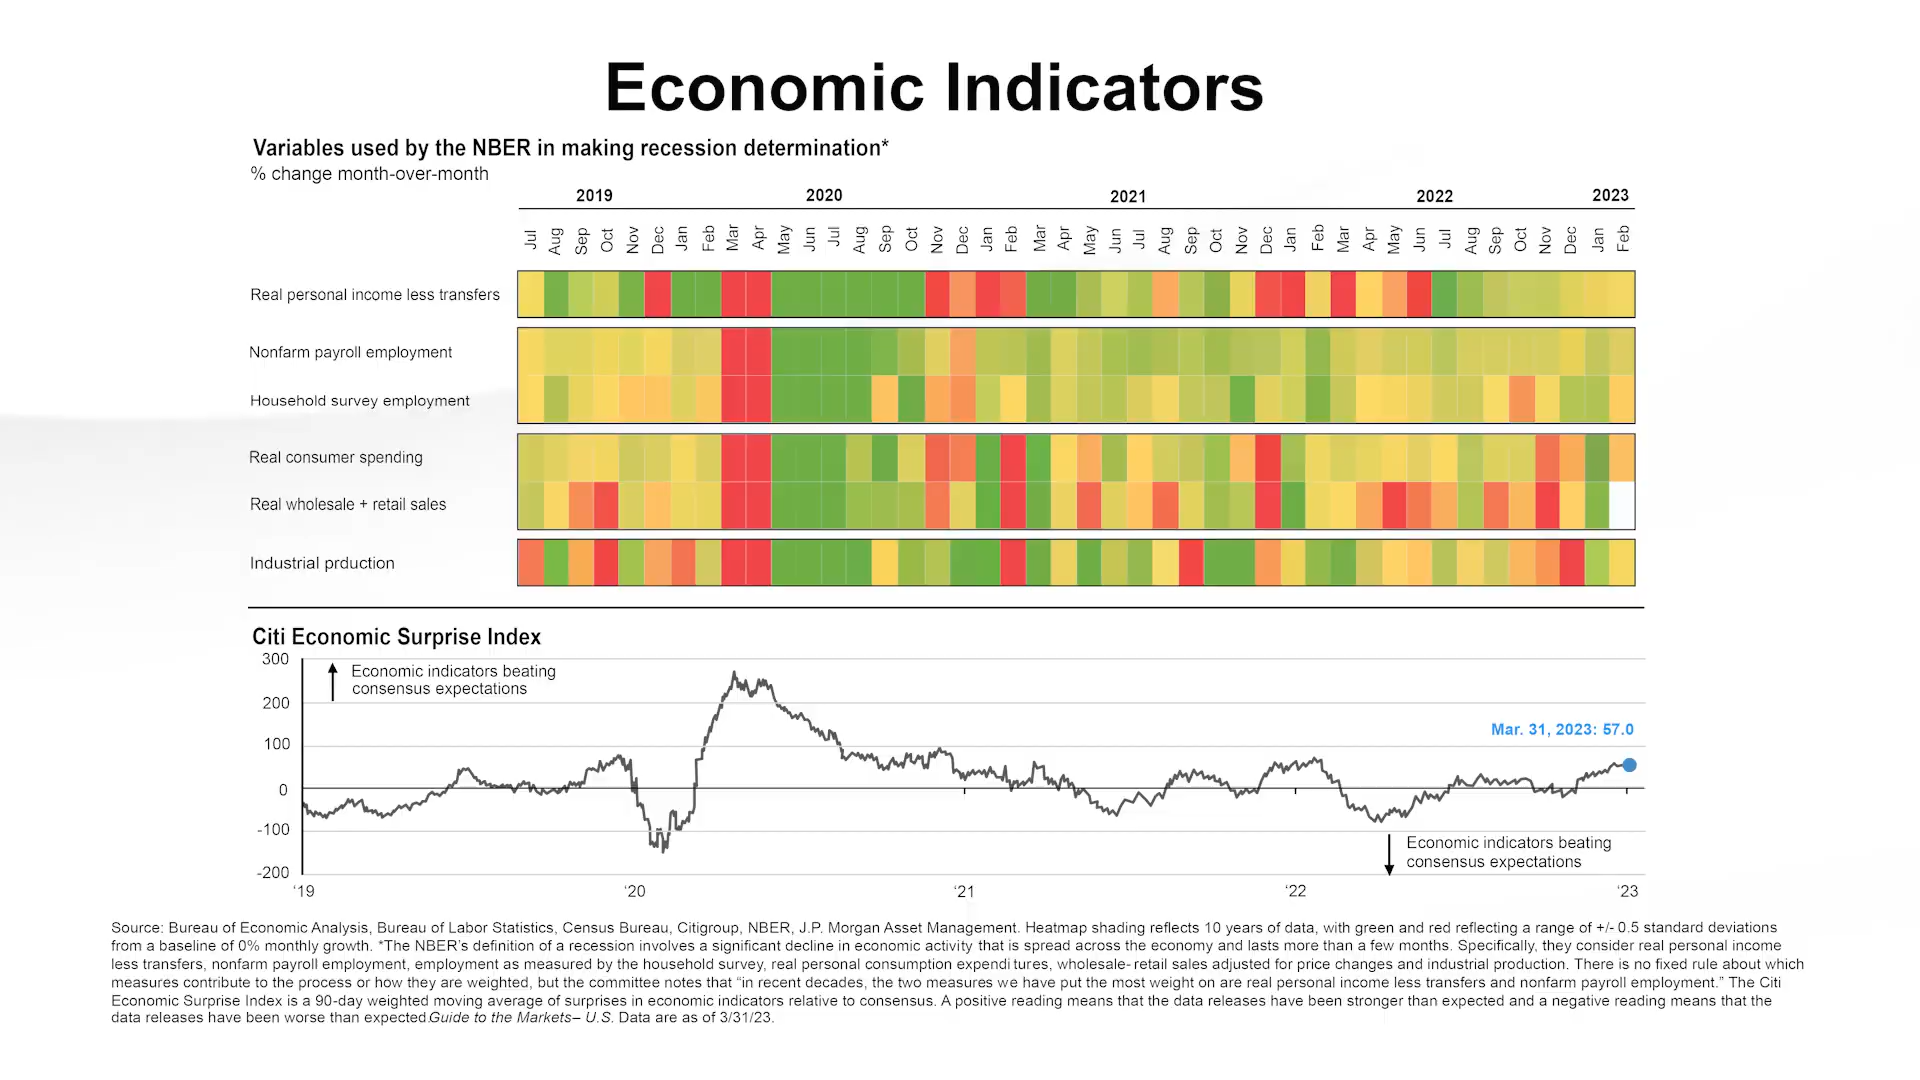 Economic Indicators
Variables used by the NBER in making recession determination*
% change month-over-month
2019 2020 2021 2022 2023
Jul Aug Sep Oct Nov Dec Jan Feb Mar Apr May Jun Jul Aug Sep Oct Nov Dec Jan Feb Mar Apr May Jun Jul Aug Sep Oct Nov Dec Jan Feb Mar Apr May Jun Jul Aug Sep Oct Nov Dec Jan Feb
Real personal income less transfers
Nonfarm payroll employment
Household survey employment
Real consumer spending
Real wholesale + retail sales
Industrial prduction
Citi Economic Surprise Index
300
Economic indicators beating
consensus expectations
200
Mar. 31, 2023: 57.0
100
0
-100
Economic indicators beating
consensus expectations
-200
‘19 ‘20 ‘21 ‘22 ‘23
Source: Bureau of Economic Analysis, Bureau of Labor Statistics, Census Bureau, Citigroup, NBER, J.P. Morgan Asset Management. Heatmap shading reflects 10 years of data, with green and red reflecting a range of +/- 0.5 standard deviations
from a baseline of 0% monthly growth. *The NBER’s definition of a recession involves a significant decline in economic activity that is spread across the economy and lasts more than a few months. Specifically, they consider real personal income
less transfers, nonfarm payroll employment, employment as measured by the household survey, real personal consumption expendi tures, wholesale- retail sales adjusted for price changes and industrial production. There is no fixed rule about which
measures contribute to the process or how they are weighted, but the committee notes that “in recent decades, the two measures we have put the most weight on are real personal income less transfers and nonfarm payroll employment.” The Citi
Economic Surprise Index is a 90-day weighted moving average of surprises in economic indicators relative to consensus. A positive reading means that the data releases have been stronger than expected and a negative reading means that the
data releases have been worse than expected.Guide to the Markets– U.S. Data are as of 3/31/23.